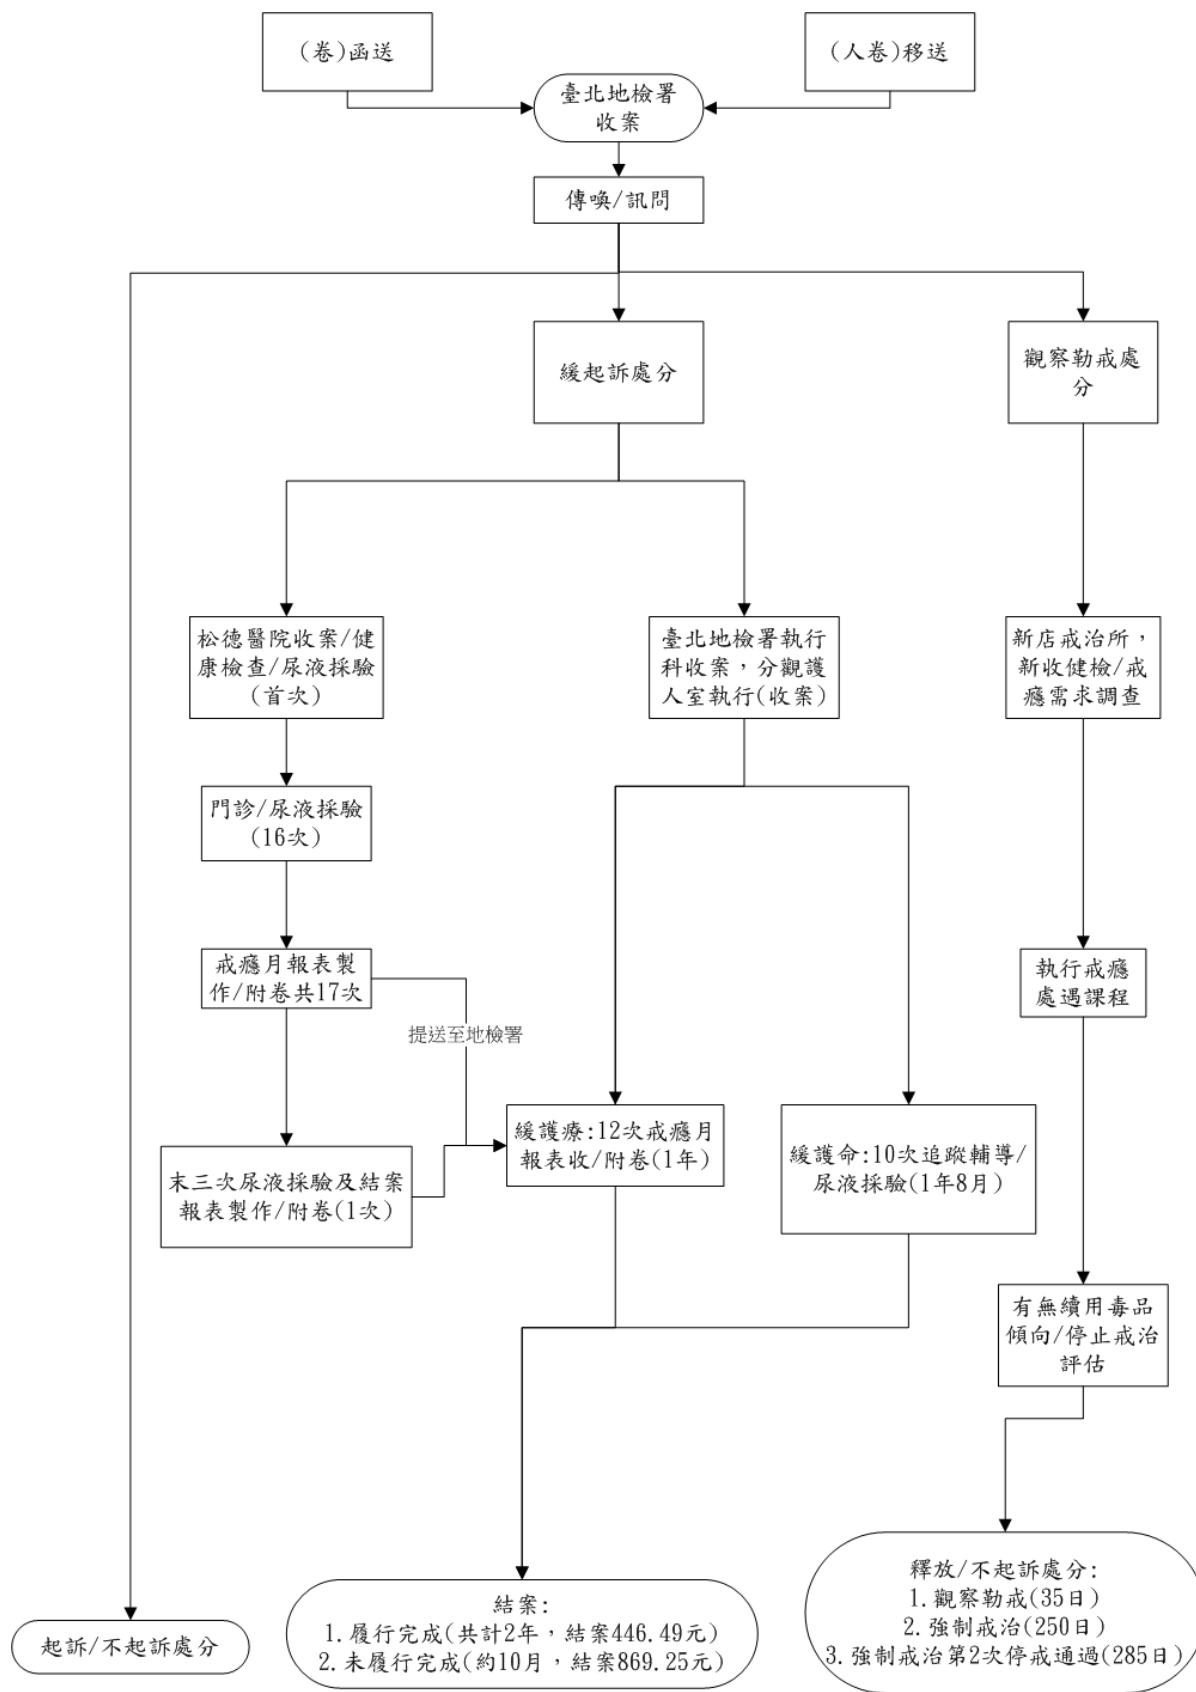 (卷)函送
(人卷)移送
臺北地檢署
收案
傳喚/訊問
緩起訴處分
觀察勒戒處
分
松德醫院收案/健
康檢查/尿液採驗
(首次)
臺北地檢署執行
科收案，分觀護
人室執行(收案)
新店戒治所，
新收健檢/戒
癮需求調查
門診/尿液採驗
(16次)
戒癮月報表製
作/附卷共17次
執行戒癮
處遇課程
提送至地檢署
緩護療:12次戒癮月
報表收/附卷(1年)
緩護命:10次追蹤輔導/
尿液採驗(1年8月)
末三次尿液採驗及結案
報表製作/附卷(1次)
有無續用毒品
傾向/停止戒治
評估
起訴/不起訴處分
結案:
1.履行完成(共計2年，結案446.49元)
2.未履行完成(約10月，結案869.25元)
釋放/不起訴處分:
1.觀察勒戒(35日)
2.強制戒治(250日)
3.強制戒治第2次停戒通過(285日)